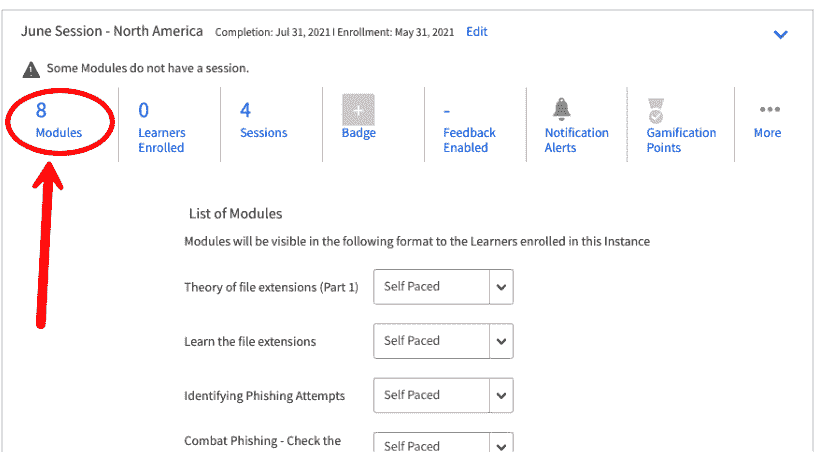 June Session - North America Completion: Jul 31, 2021 I Enrollment: May 31, 2021 Edit
Some Modules do not have a session.
8
Modules
0
Learners
Enrolled
4
Sessions
Badge
-
Feedback
Enabled
Notification
Alerts
Gamification
Points
More
List of Modules
Modules will be visible in the following format to the Learners enrolled in this Instance
Theory of file extensions (Part 1) Self Paced
Learn the file extensions Self Paced
Identifying Phishing Attempts Self Paced
Combat Phishing - Check the Self Paced